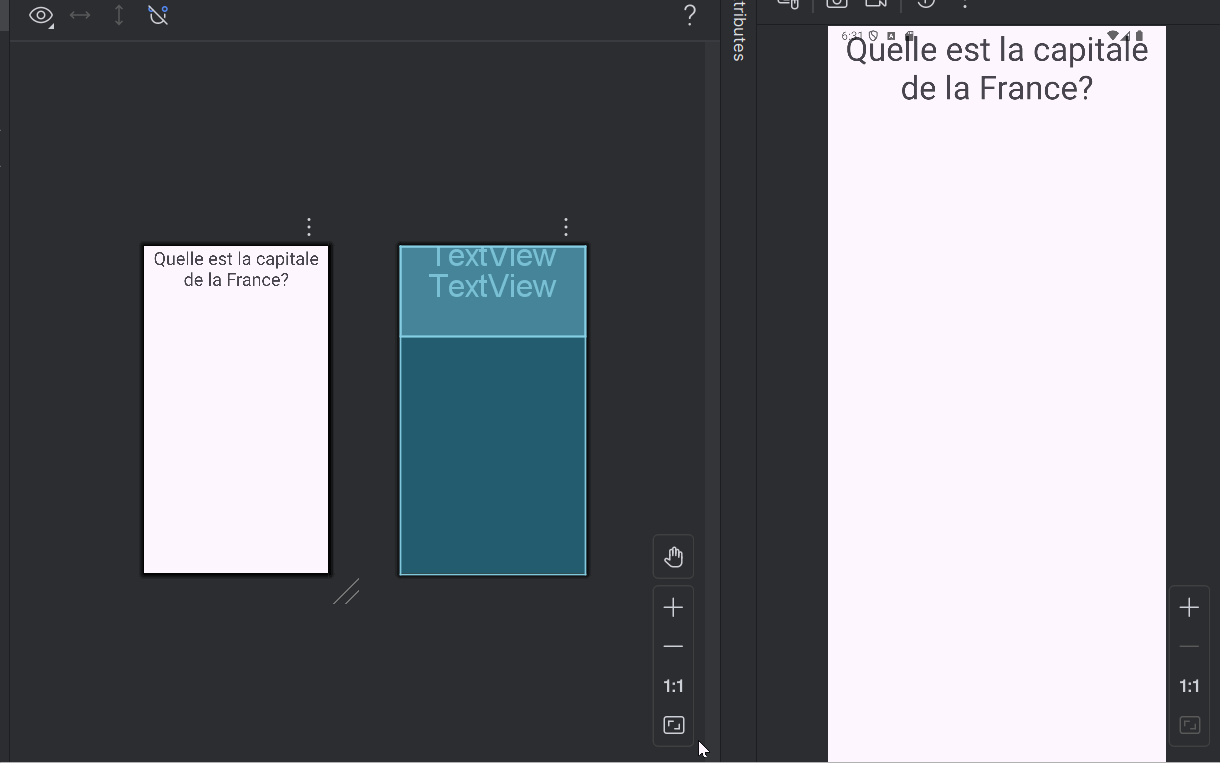 ?
tributes
6:31
Quelle est la capitale
de la France?
Quelle est la capitale
de la France?
TextView
TextView
1:1
1:1